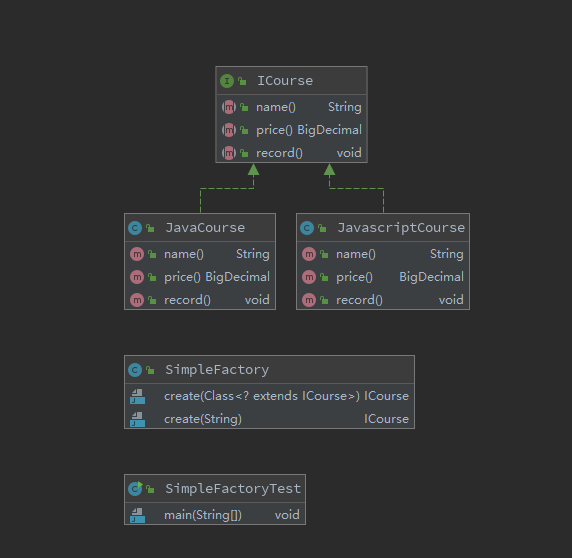 ICourse
name() String
price() BigDecimal
record() void
JavaCourse
name() String
price() BigDecimal
record() void
JavascriptCourse
name() String
price() BigDecimal
record() void
SimpleFactory
create(Class<? extends ICourse>) ICourse
create(String) ICourse
SimpleFactoryTest
main(String[]) void